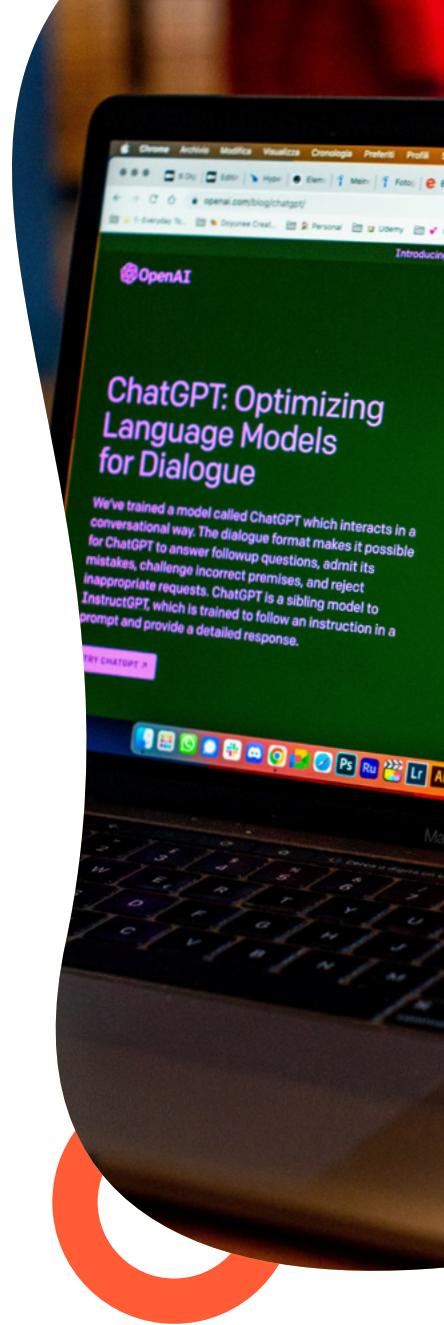 Chrome Archivio Modifica Visualizza Cronologia Preferiti Profili
openai.com/blog/chatgpt/
Personal Udemy
Introducing
OpenAI
ChatGPT: Optimizing
Language Models
for Dialogue
We've trained a model called ChatGPT which interacts in a
conversational way. The dialogue format makes it possible
for ChatGPT to answer followup questions, admit its
mistakes, challenge incorrect premises, and reject
inappropriate requests. ChatGPT is a sibling model to
InstructGPT, which is trained to follow an instruction in a
prompt and provide a detailed response.
TRY CHATGPT ↗
Ps Ru Lr
W E R T Y U
D F G H J
C V B N M